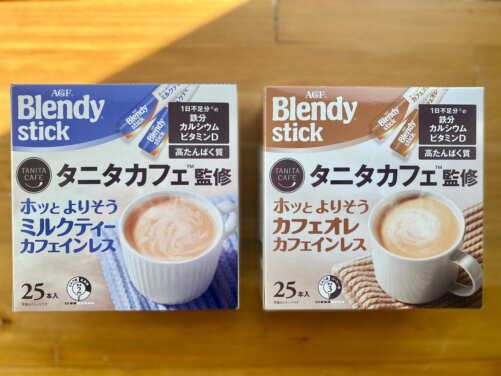 AGF®
Blendy
stick
1日不足分※の
鉄分
カルシウム
ビタミンD
高たんぱく質
TANITA
CAFE
タニタカフェ™監修
ホッと よりそう
ミルクティー
カフェインレス
25本入
AGF®
Blendy
stick
1日不足分※の
鉄分
カルシウム
ビタミンD
高たんぱく質
TANITA
CAFE
タニタカフェ™監修
ホッと よりそう
カフェオレ
カフェインレス
25本入